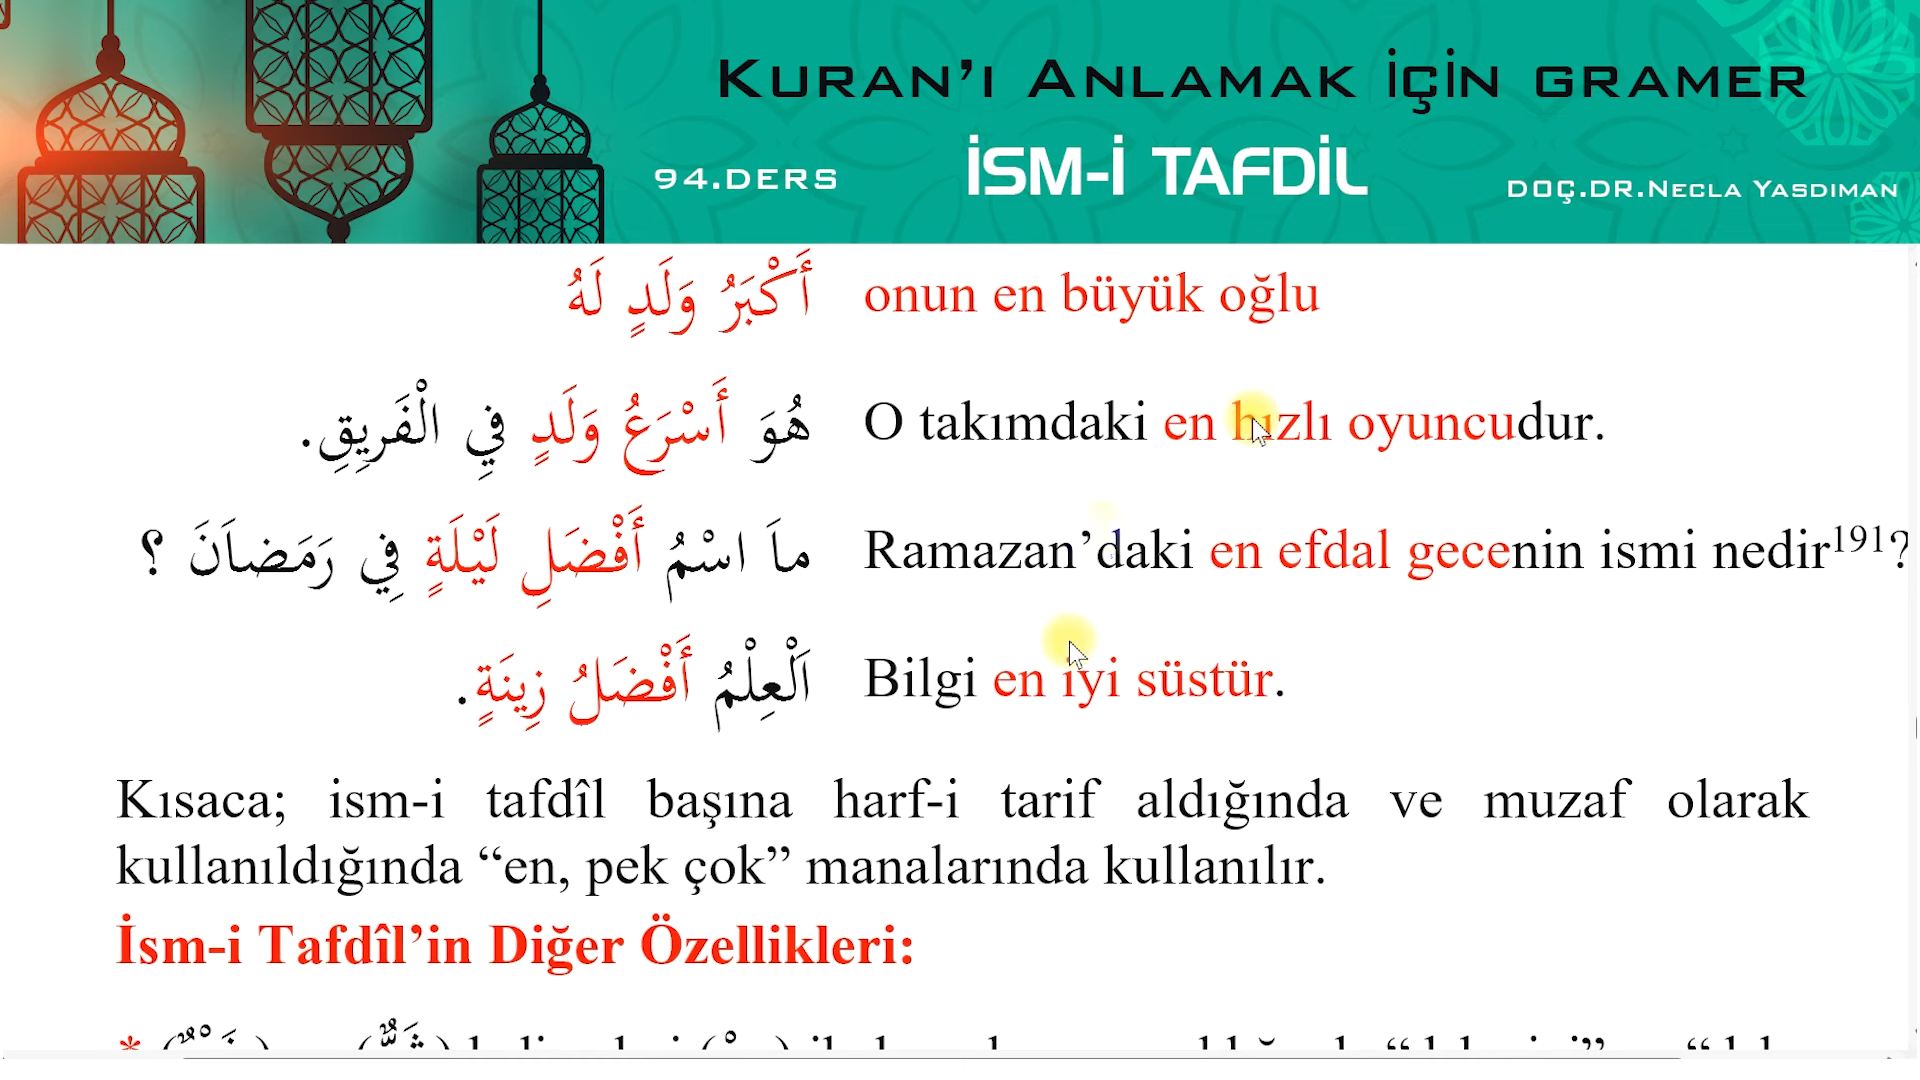 KURAN'I ANLAMAK İÇİN GRAMER
94.DERS İSM-İ TAFDİL DOÇ.DR.NECLA YASDIMAN
أَكْبَرُ وَلَدٍ لَهُ onun en büyük oğlu
هُوَ أَسْرَعُ وَلَدٍ فِي الْفَرِيقِ. O takımdaki en hızlı oyuncudur.
مَا اسْمُ أَفْضَلِ لَيْلَةٍ فِي رَمَضَانَ ؟ Ramazan’daki en efdal gecenin ismi nedir191?
اَلْعِلْمُ أَفْضَلُ زِينَةٍ. Bilgi en iyi süstür.
Kısaca; ism-i tafdîl başına harf-i tarif aldığında ve muzaf olarak
kullanıldığında “en, pek çok” manalarında kullanılır.
İsm-i Tafdîl’in Diğer Özellikleri: